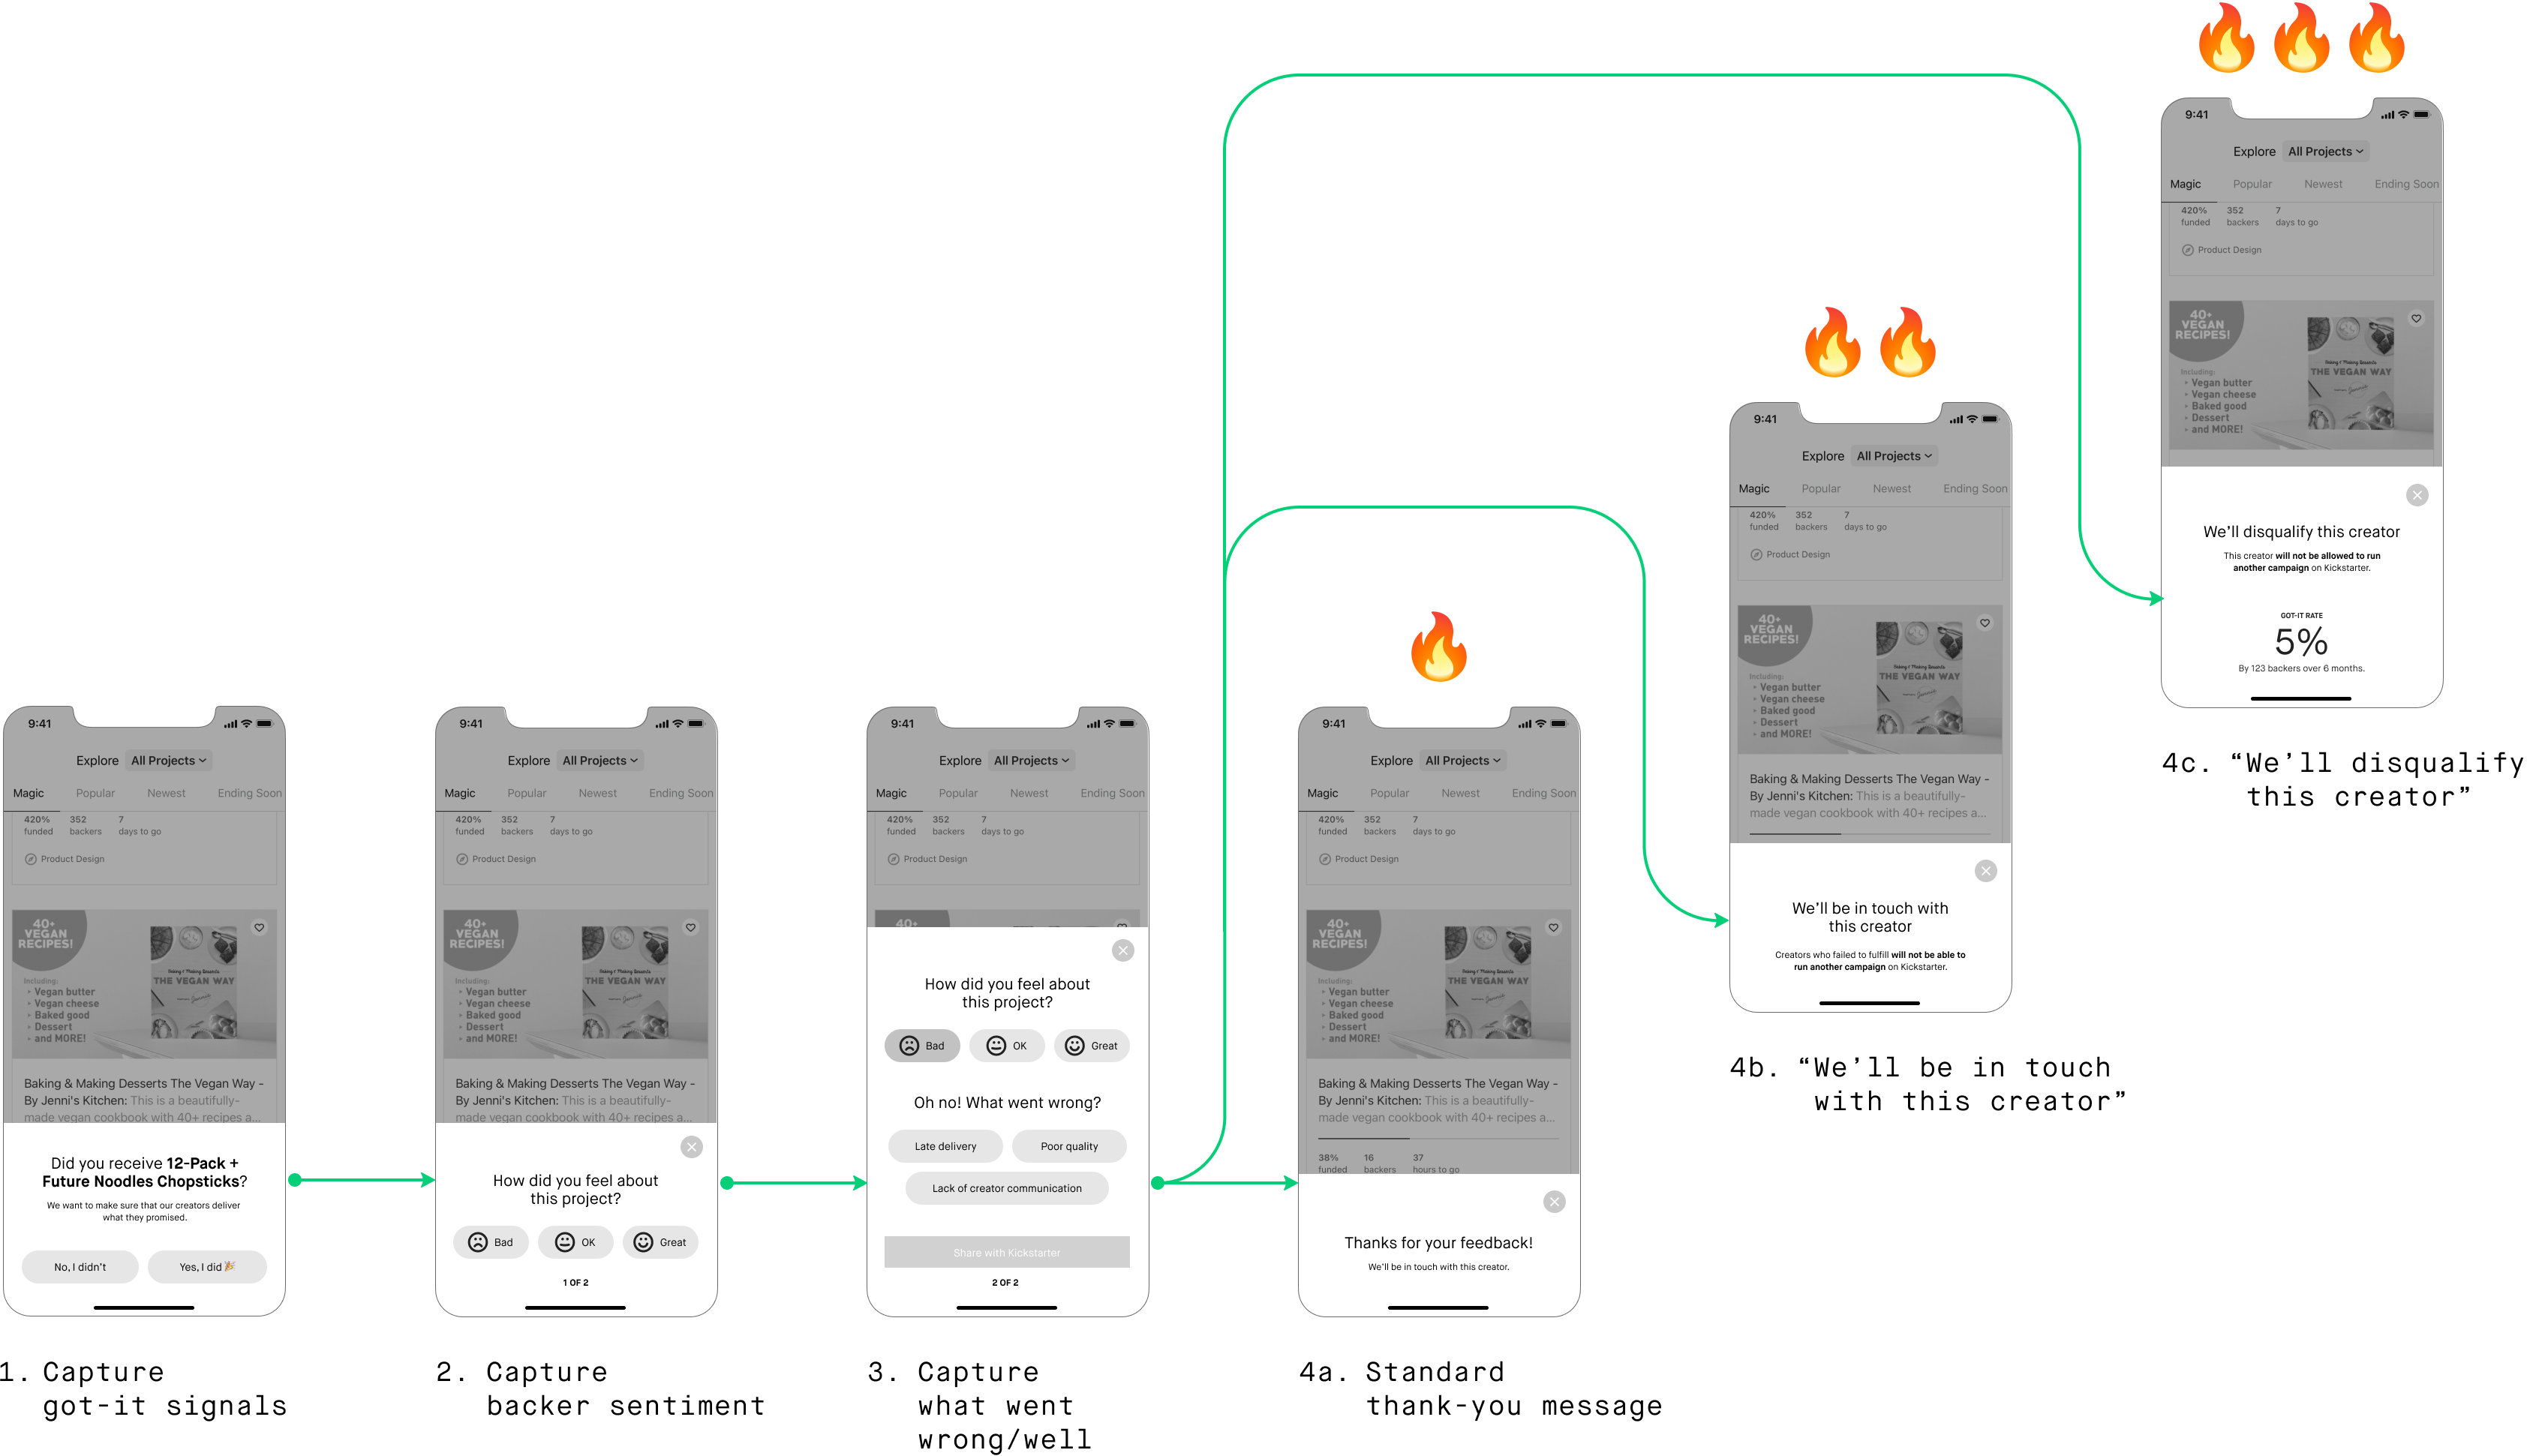 9:41
Explore All Projects
Magic Popular Newest Ending Soon
420% 352 7
funded backers days to go
Product Design
40+
VEGAN
RECIPES!
Including:
• Vegan butter
• Vegan cheese
• Baked good
• Dessert
• and MORE!
Baking & Making Desserts
THE VEGAN WAY
We'll disqualify this creator
This creator will not be allowed to run
another campaign on Kickstarter.
GOT-IT RATE
5%
By 123 backers over 6 months.
4c. “We’ll disqualify
this creator”
9:41
Explore All Projects
Magic Popular Newest Ending Soon
420% 352 7
funded backers days to go
Product Design
40+
VEGAN
RECIPES!
Including:
• Vegan butter
• Vegan cheese
• Baked good
• Dessert
• and MORE!
Baking & Making Desserts
THE VEGAN WAY
Baking & Making Desserts The Vegan Way -
By Jenni's Kitchen: This is a beautifully-
made vegan cookbook with 40+ recipes a...
We'll be in touch with
this creator
Creators who failed to fulfill will not be able to
run another campaign on Kickstarter.
4b. “We’ll be in touch
with this creator”
9:41
Explore All Projects
Magic Popular Newest Ending Soon
420% 352 7
funded backers days to go
Product Design
40+
VEGAN
RECIPES!
Including:
• Vegan butter
• Vegan cheese
• Baked good
• Dessert
• and MORE!
Baking & Making Desserts
THE VEGAN WAY
Baking & Making Desserts The Vegan Way -
By Jenni's Kitchen: This is a beautifully-
made vegan cookbook with 40+ recipes a...
Did you receive 12-Pack +
Future Noodles Chopsticks?
We want to make sure that our creators deliver
what they promised.
No, I didn't Yes, I did
1. Capture
got-it signals
9:41
Explore All Projects
Magic Popular Newest Ending Soon
420% 352 7
funded backers days to go
Product Design
40+
VEGAN
RECIPES!
Including:
• Vegan butter
• Vegan cheese
• Baked good
• Dessert
• and MORE!
Baking & Making Desserts
THE VEGAN WAY
Baking & Making Desserts The Vegan Way -
By Jenni's Kitchen: This is a beautifully-
made vegan cookbook with 40+ recipes a...
How did you feel about
this project?
Bad OK Great
1 OF 2
2. Capture
backer sentiment
9:41
Explore All Projects
Magic Popular Newest Ending Soon
420% 352 7
funded backers days to go
Product Design
40+
How did you feel about
this project?
Bad OK Great
Oh no! What went wrong?
Late delivery Poor quality
Lack of creator communication
Share with Kickstarter
2 OF 2
3. Capture
what went
wrong/well
9:41
Explore All Projects
Magic Popular Newest Ending Soon
420% 352 7
funded backers days to go
Product Design
40+
VEGAN
RECIPES!
Including:
• Vegan butter
• Vegan cheese
• Baked good
• Dessert
• and MORE!
Baking & Making Desserts
THE VEGAN WAY
Baking & Making Desserts The Vegan Way -
By Jenni's Kitchen: This is a beautifully-
made vegan cookbook with 40+ recipes a...
38% 16 37
funded backers hours to go
Thanks for your feedback!
We'll be in touch with this creator.
4a. Standard
thank-you message